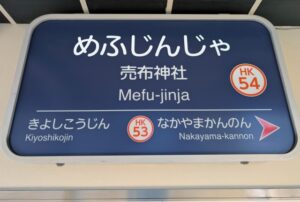 めふじんじゃ
売布神社
HK
54
Mefu-jinja
きよしこうじん
Kiyoshikojin
HK
53
なかやまかんのん
Nakayama-kannon